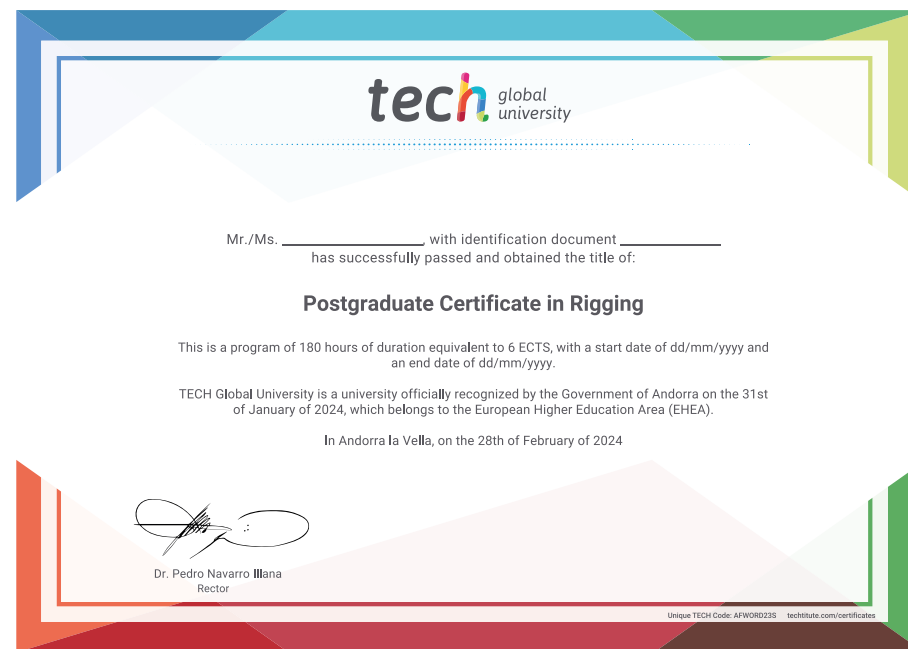 tech global
university
Mr./Ms. ____________, with identification document ____________
has successfully passed and obtained the title of:
Postgraduate Certificate in Rigging
This is a program of 180 hours of duration equivalent to 6 ECTS, with a start date of dd/mm/yyyy and
an end date of dd/mm/yyyy.
TECH Global University is a university officially recognized by the Government of Andorra on the 31st
of January of 2024, which belongs to the European Higher Education Area (EHEA).
In Andorra la Vella, on the 28th of February of 2024
Dr. Pedro Navarro Illana
Rector
Unique TECH Code: AFWORD23S techtitute.com/certificates